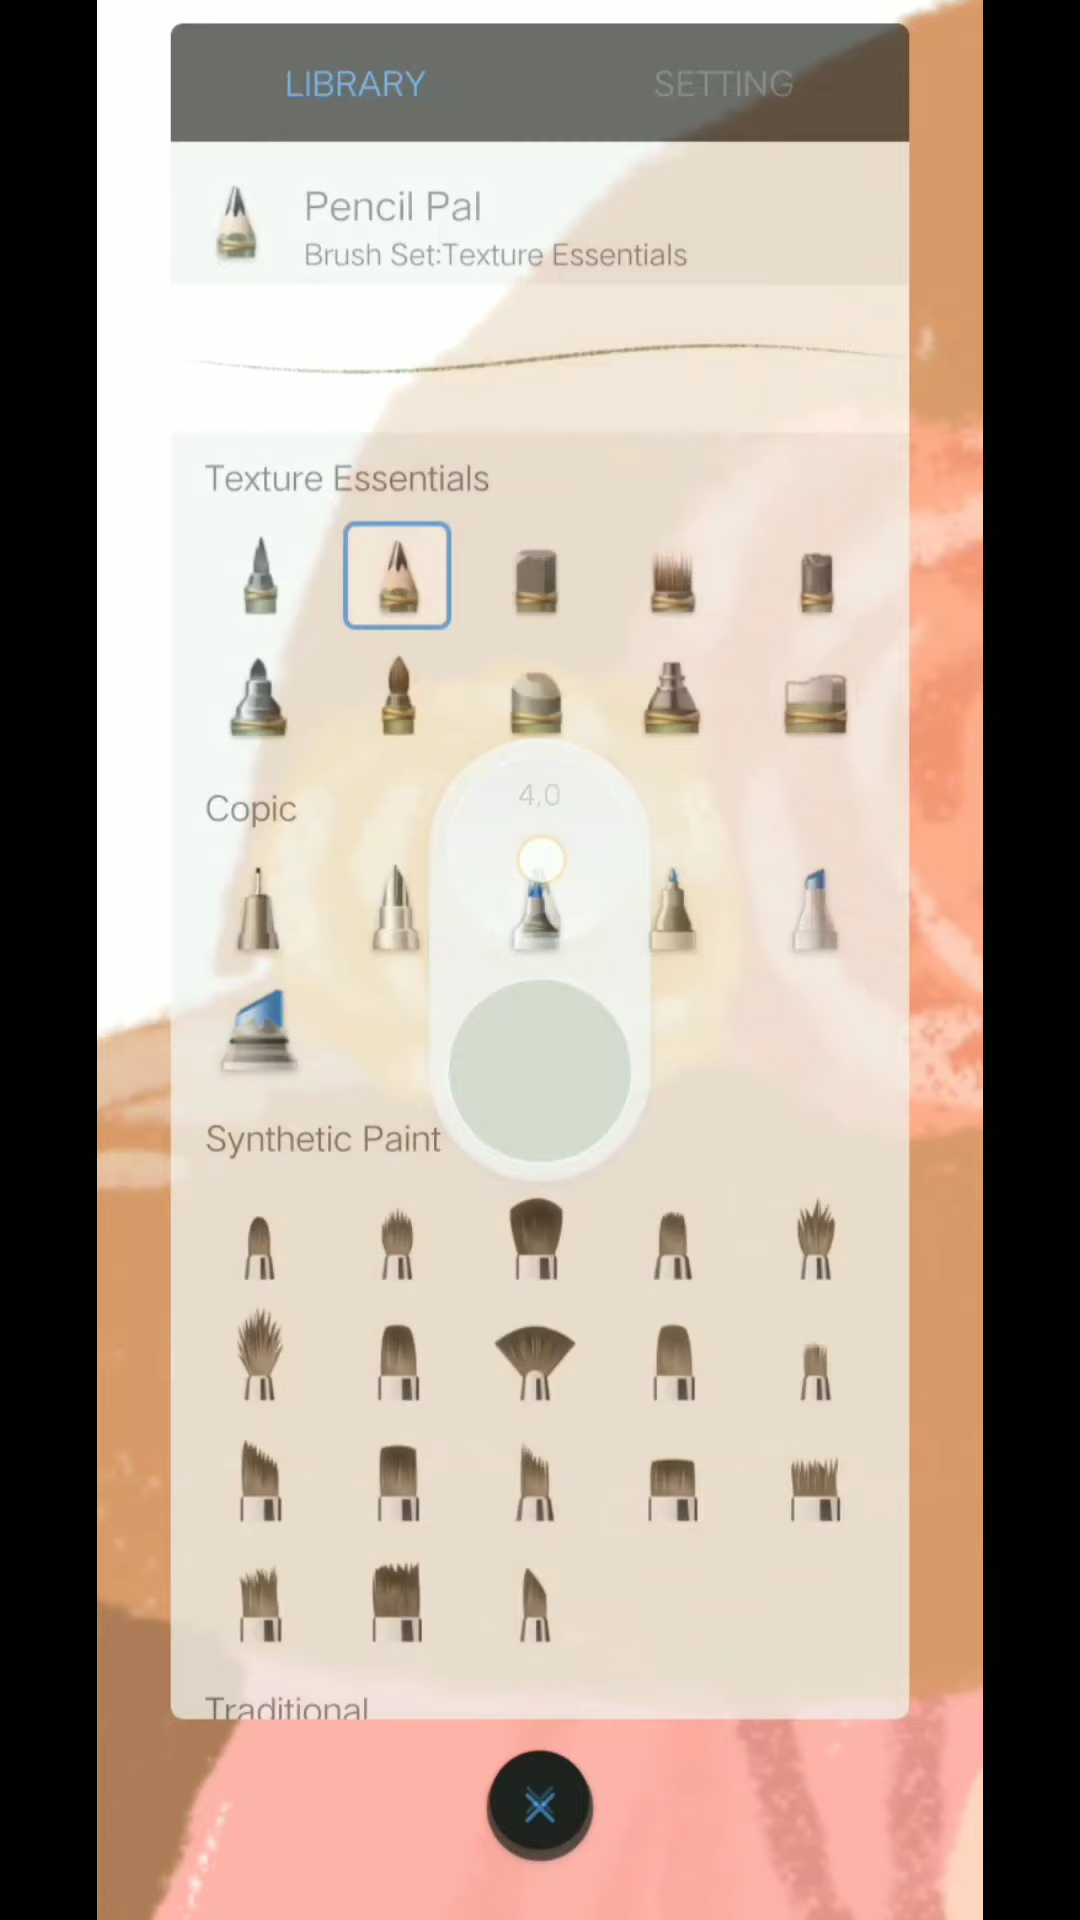 LIBRARY
SETTING
Pencil Pal
Brush Set:Texture Essentials
Texture Essentials
4,0
Copic
Synthetic Paint
Traditional